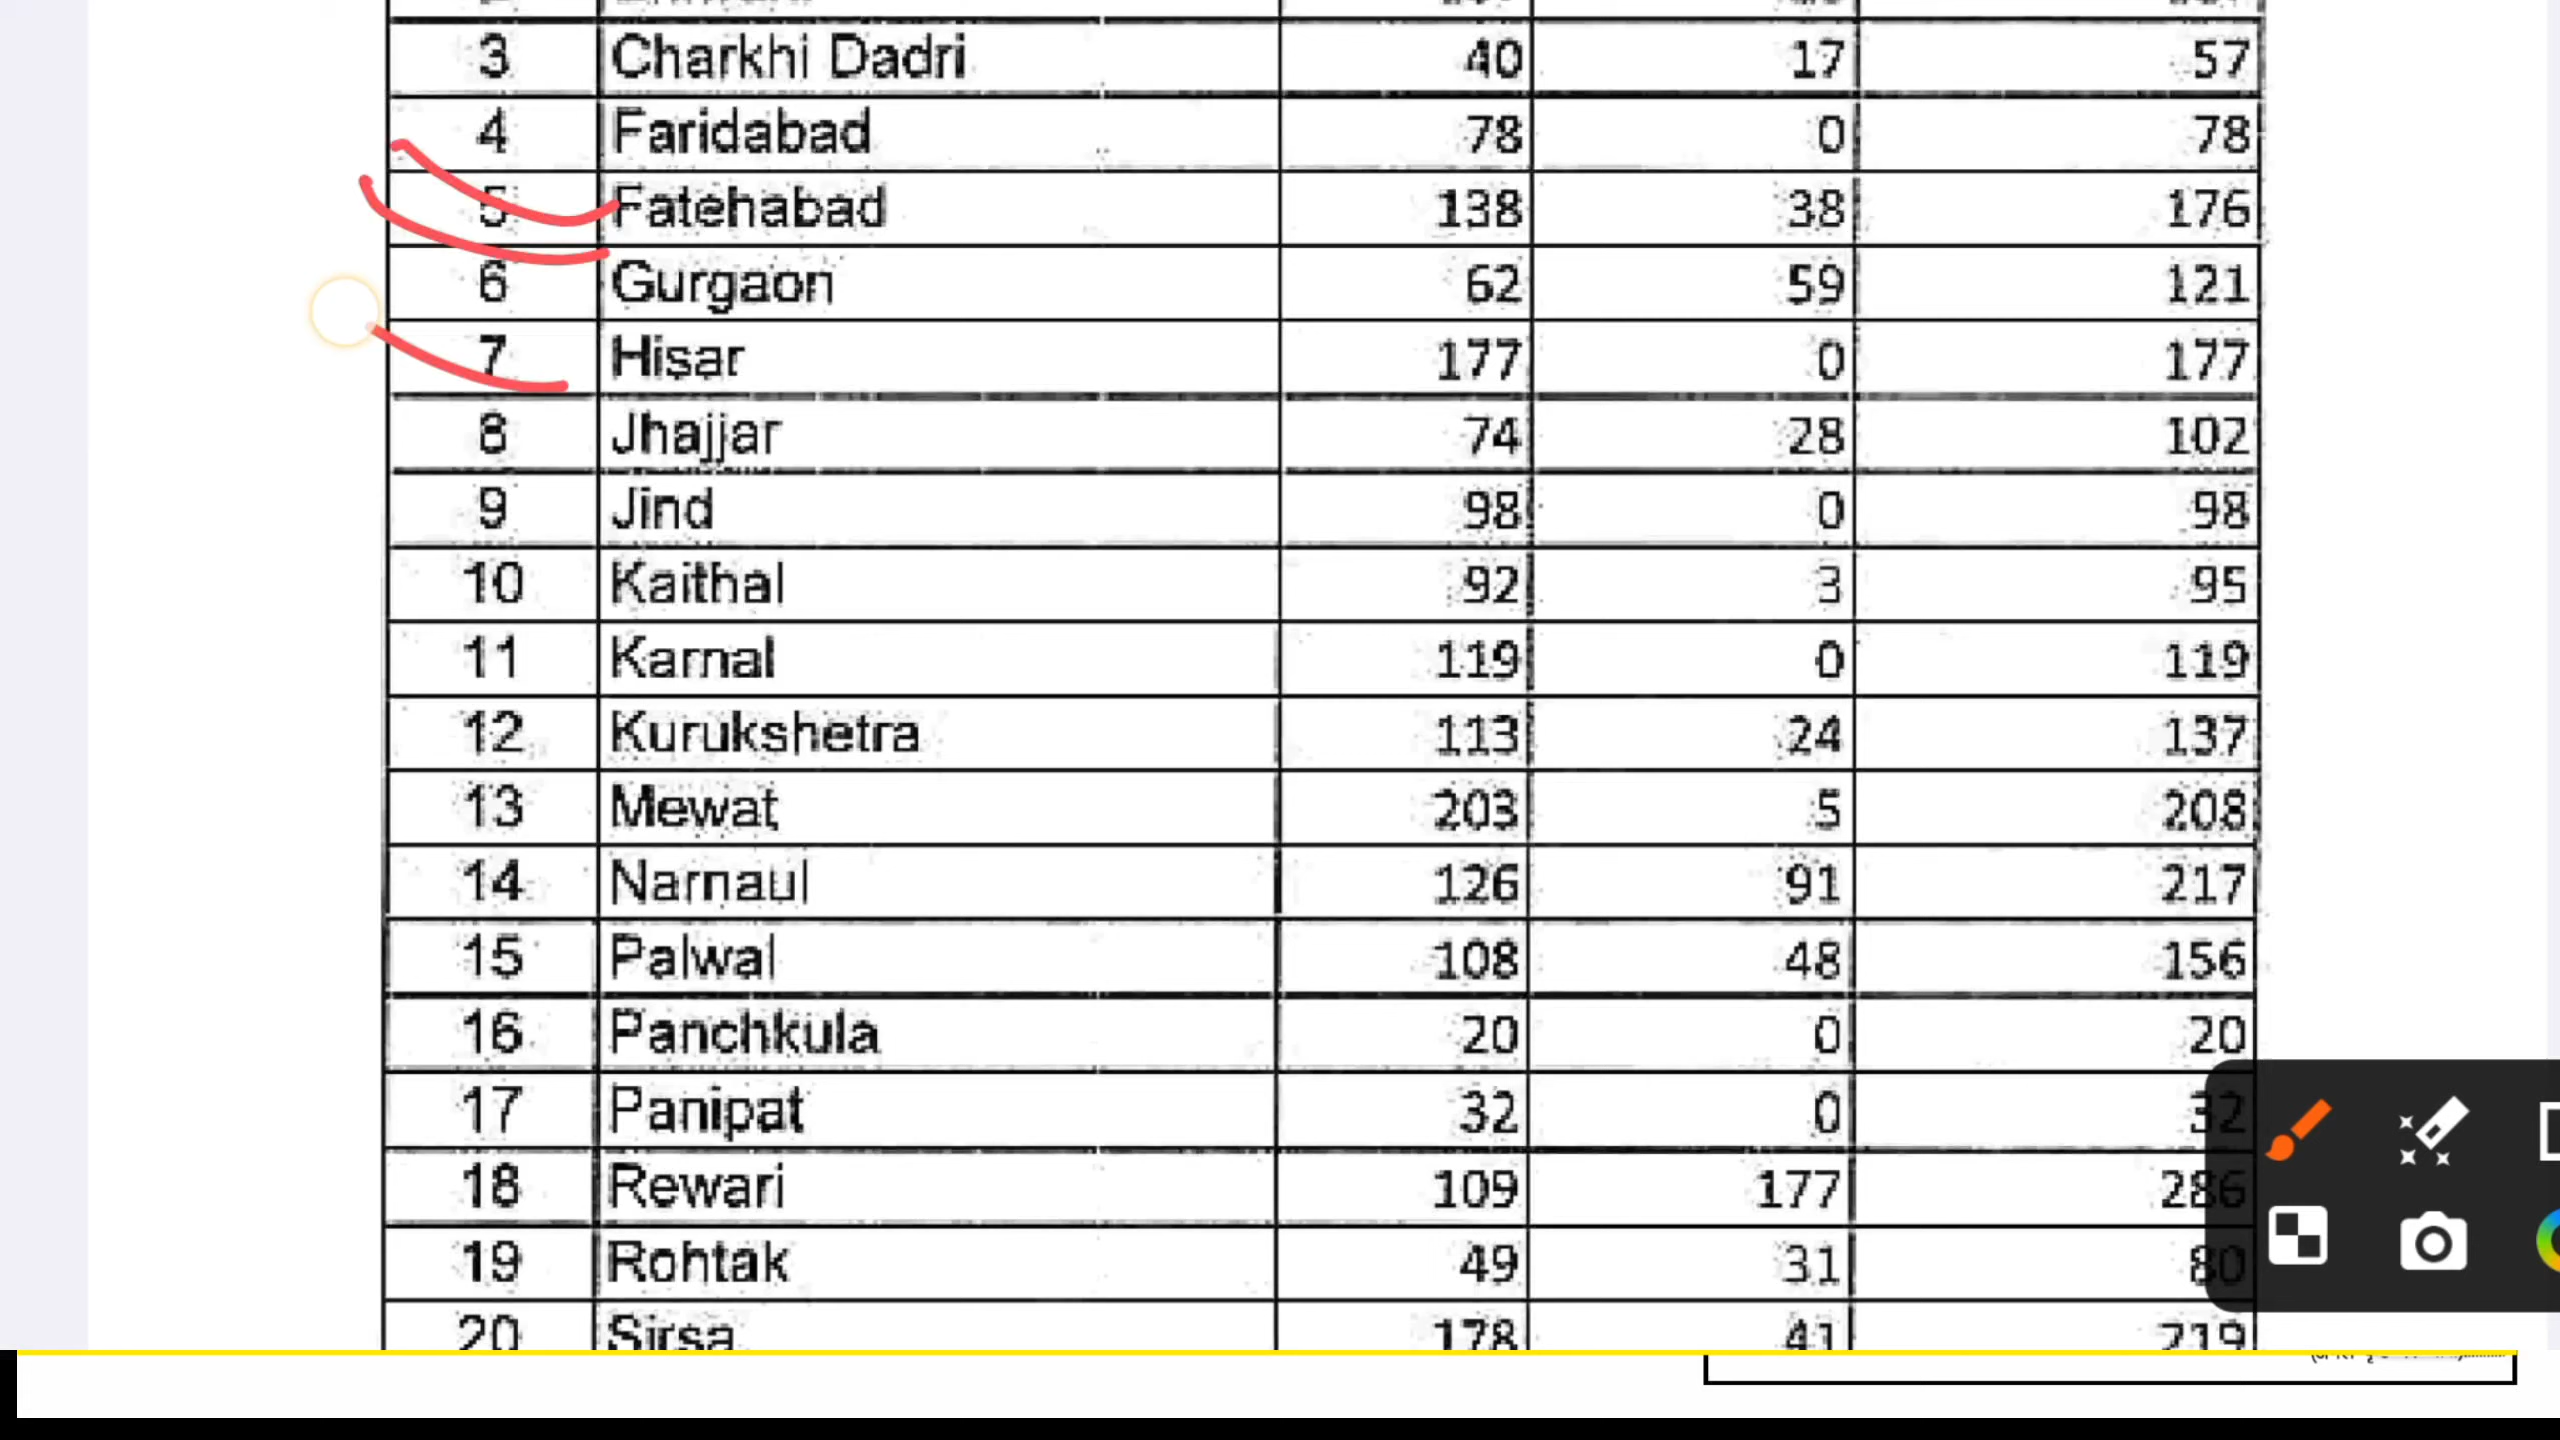 3 Charkhi Dadri 40 17 57
4 Faridabad 78 0 78
5 Fatehabad 138 38 176
6 Gurgaon 62 59 121
7 Hisar 177 0 177
8 Jhajjar 74 28 102
9 Jind 98 0 98
10 Kaithal 92 3 95
11 Karnal 119 0 119
12 Kurukshetra 113 24 137
13 Mewat 203 5 208
14 Narnaul 126 91 217
15 Palwal 108 48 156
16 Panchkula 20 0 20
17 Panipat 32 0 32
18 Rewari 109 177 286
19 Rohtak 49 31 80
20 Sirsa 178 41 219